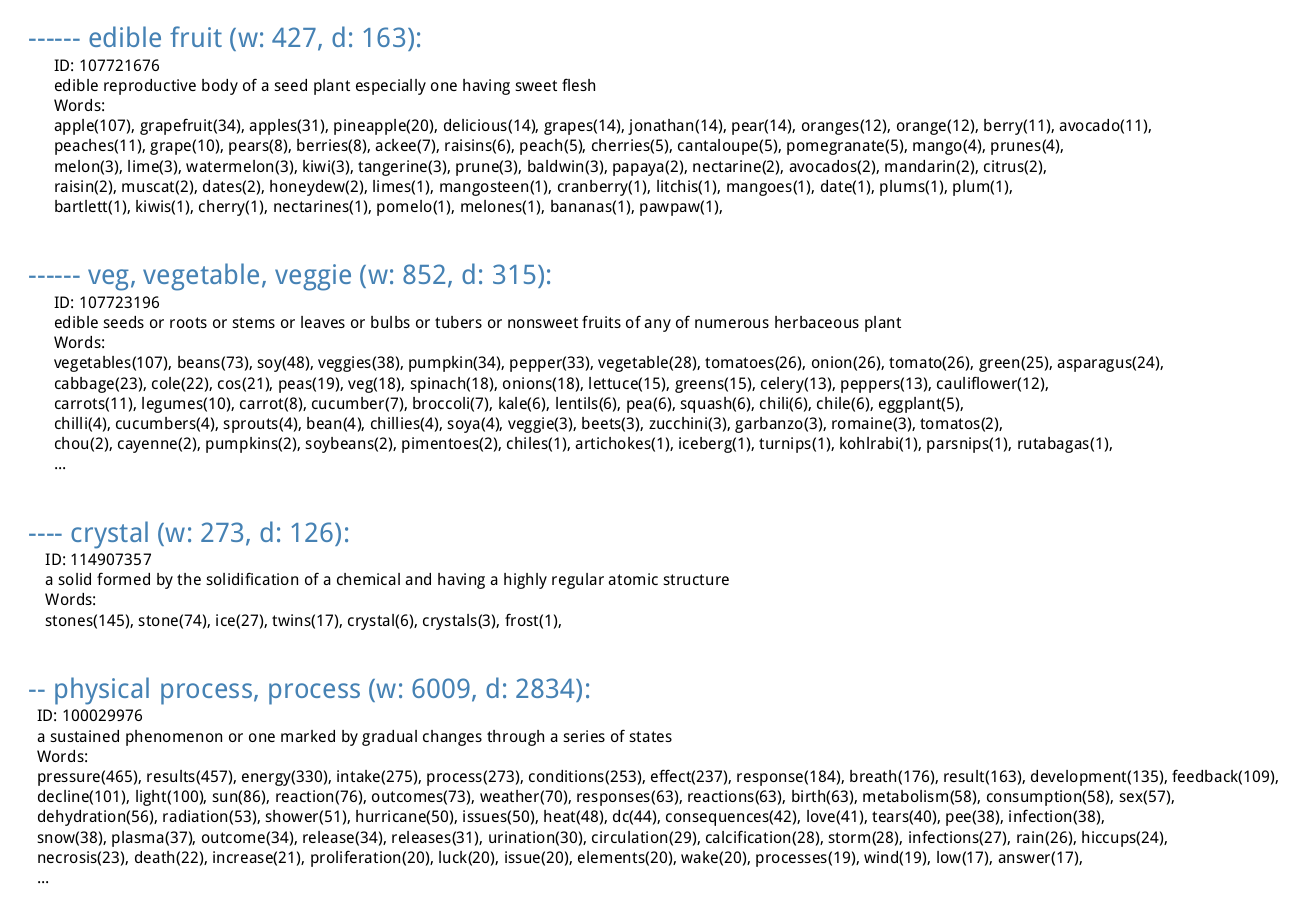 ------ edible fruit (w: 427, d: 163):
ID: 107721676
edible reproductive body of a seed plant especially one having sweet flesh
Words:
apple(107), grapefruit(34), apples(31), pineapple(20), delicious(14), grapes(14), jonathan(14), pear(14), oranges(12), orange(12), berry(11), avocado(11),
peaches(11), grape(10), pears(8), berries(8), ackee(7), raisins(6), peach(5), cherries(5), cantaloupe(5), pomegranate(5), mango(4), prunes(4),
melon(3), lime(3), watermelon(3), kiwi(3), tangerine(3), prune(3), baldwin(3), papaya(2), nectarine(2), avocados(2), mandarin(2), citrus(2),
raisin(2), muscat(2), dates(2), honeydew(2), limes(1), mangosteen(1), cranberry(1), litchis(1), mangoes(1), date(1), plums(1), plum(1),
bartlett(1), kiwis(1), cherry(1), nectarines(1), pomelo(1), melones(1), bananas(1), pawpaw(1),
------ veg, vegetable, veggie (w: 852, d: 315):
ID: 107723196
edible seeds or roots or stems or leaves or bulbs or tubers or nonsweet fruits of any of numerous herbaceous plant
Words:
vegetables(107), beans(73), soy(48), veggies(38), pumpkin(34), pepper(33), vegetable(28), tomatoes(26), onion(26), tomato(26), green(25), asparagus(24),
cabbage(23), cole(22), cos(21), peas(19), veg(18), spinach(18), onions(18), lettuce(15), greens(15), celery(13), peppers(13), cauliflower(12),
carrots(11), legumes(10), carrot(8), cucumber(7), broccoli(7), kale(6), lentils(6), pea(6), squash(6), chili(6), chile(6), eggplant(5),
chilli(4), cucumbers(4), sprouts(4), bean(4), chillies(4), soya(4), veggie(3), beets(3), zucchini(3), garbanzo(3), romaine(3), tomatos(2),
chou(2), cayenne(2), pumpkins(2), soybeans(2), pimentoes(2), chiles(1), artichokes(1), iceberg(1), turnips(1), kohlrabi(1), parsnips(1), rutabagas(1),
...
---- crystal (w: 273, d: 126):
ID: 114907357
a solid formed by the solidification of a chemical and having a highly regular atomic structure
Words:
stones(145), stone(74), ice(27), twins(17), crystal(6), crystals(3), frost(1),
-- physical process, process (w: 6009, d: 2834):
ID: 100029976
a sustained phenomenon or one marked by gradual changes through a series of states
Words:
pressure(465), results(457), energy(330), intake(275), process(273), conditions(253), effect(237), response(184), breath(176), result(163), development(135), feedback(109),
decline(101), light(100), sun(86), reaction(76), outcomes(73), weather(70), responses(63), reactions(63), birth(63), metabolism(58), consumption(58), sex(57),
dehydration(56), radiation(53), shower(51), hurricane(50), issues(50), heat(48), dc(44), consequences(42), love(41), tears(40), pee(38), infection(38),
snow(38), plasma(37), outcome(34), release(34), releases(31), urination(30), circulation(29), calcification(28), storm(28), infections(27), rain(26), hiccups(24),
necrosis(23), death(22), increase(21), proliferation(20), luck(20), issue(20), elements(20), wake(20), processes(19), wind(19), low(17), answer(17),
...